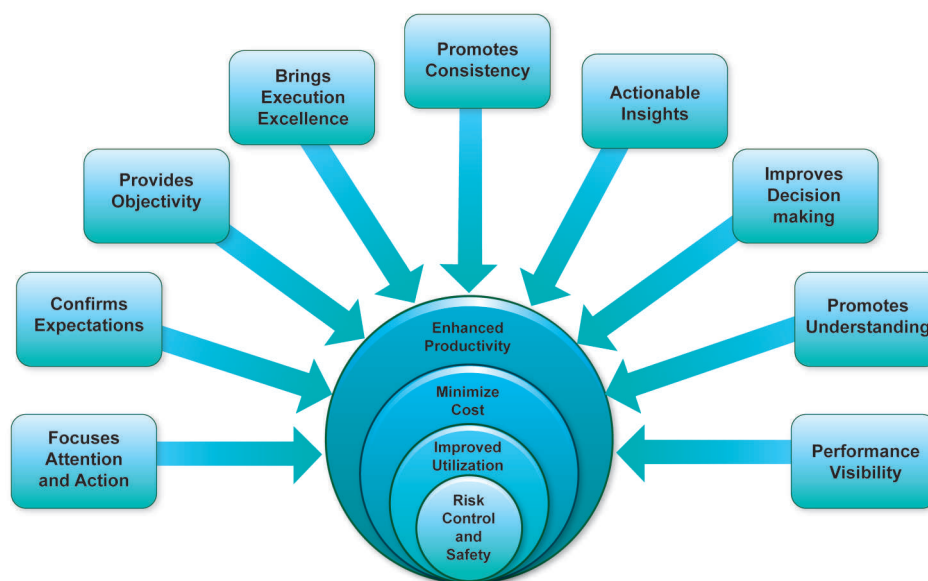 Promotes
Consistency
Brings
Execution
Excellence
Actionable
Insights
Provides
Objectivity
Improves
Decision
making
Confirms
Expectations
Promotes
Understanding
Focuses
Attention
and Action
Performance
Visibility
Enhanced
Productivity
Minimize
Cost
Improved
Utilization
Risk
Control
and
Safety